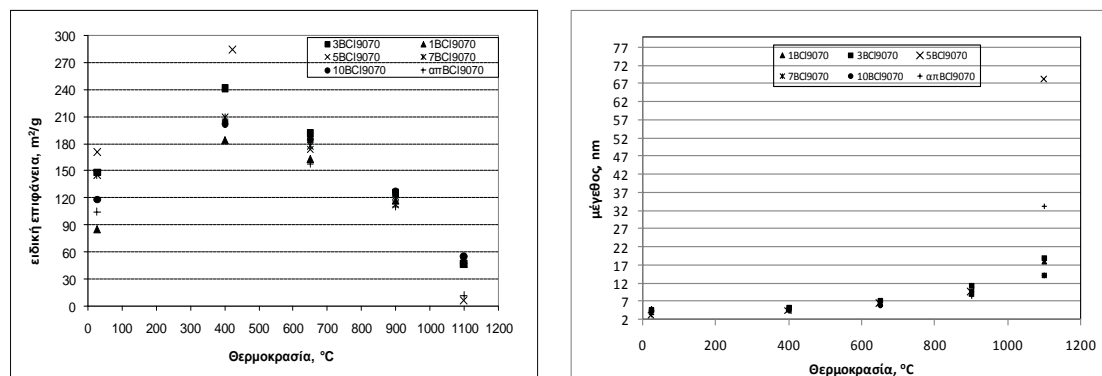 ειδική επιφάνεια, m²/g
300
270
240
210
180
150
120
90
60
30
0
3BCl9070 1BCl9070
5BCl9070 7BCl9070
10BCl9070 απBCl9070
0 100 200 300 400 500 600 700 800 900 1000 1100 1200
Θερμοκρασία, °C
μέγεθος, nm
77
72
67
62
57
52
47
42
37
32
27
22
17
12
7
2
1BCl9070 3BCl9070 5BCl9070
7BCl9070 10BCl9070 απBCl9070
0 200 400 600 800 1000 1200
Θερμοκρασία, °C